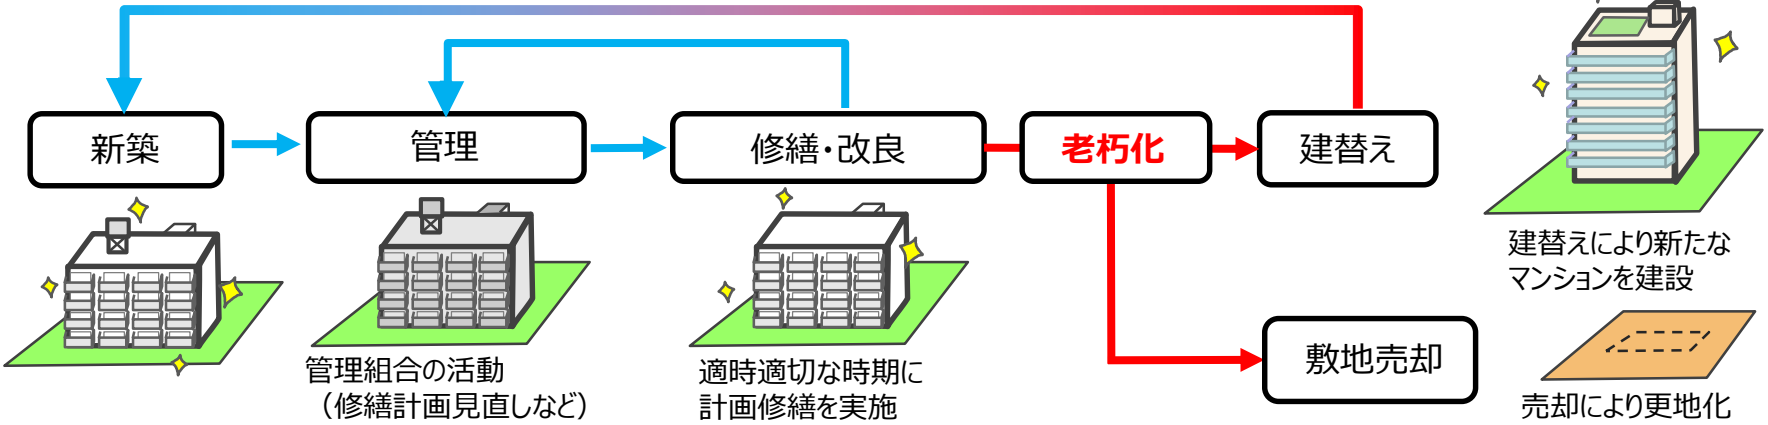 新築
管理
修繕・改良
老朽化
建替え
建替えにより新たな
マンションを建設
敷地売却
管理組合の活動
（修繕計画見直しなど）
適時適切な時期に
計画修繕を実施
売却により更地化